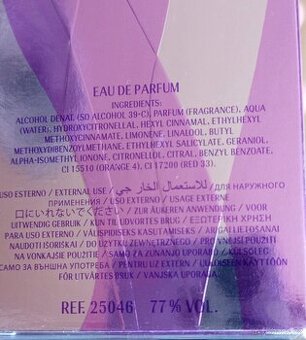 EAU DE PARFUM
INGREDIENTS:
ALCOHOL DENAT. (SD ALCOHOL 39-C), PARFUM (FRAGRANCE), AQUA
(WATER), HYDROXYCITRONELLAL, HEXYL CINNAMAL, ETHYLHEXYL
METHOXYCINNAMATE, LIMONENE, LINALOOL, BUTYL
METHOXYDIBENZOYLMETHANE, ETHYLHEXYL SALICYLATE, GERANIOL,
ALPHA-ISOMETHYL IONONE, CITRONELLOL, CITRAL, BENZYL BENZOATE,
CI 15510 (ORANGE 4), CI 17200 (RED 33).
USO ESTERNO / EXTERNAL USE / للاستعمال الخارجي / ДЛЯ НАРУЖНОГО
ПРИМЕНЕНИЯ / USO EXTERNO / USAGE EXTERNE
口にいれないでください / ZUR ÄUßEREN ANWENDUNG / VOOR
UITWENDIG GEBRUIK / KUN TIL UDVORTES BRUG / ΕΞΩΤΕΡΙΚΗ ΧΡΗΣΗ
PARA USO EXTERNO / VÄLISPIDISEKS KASUTAMISEKS / ĀRĪGAI LIETOŠANAI
NAUDOTI IŠORIŠKAI / DO UŻYTKU ZEWNĘTRZNEGO / PRO VNĚJŠÍ POUŽITÍ
NA VONKAJŠIE POUŽITIE / ZA ZUNANJO UPORABO / KÜLSŐLEG
САМО ЗА ВЪНШНА УПОТРЕБА / PENTRU UZ EXTERN / ULKOISEEN KÄYTTÖÖN
FÖR UTVÄRTES BRUK / VANJSKA UPORABA
REF. 25046 77% VOL.